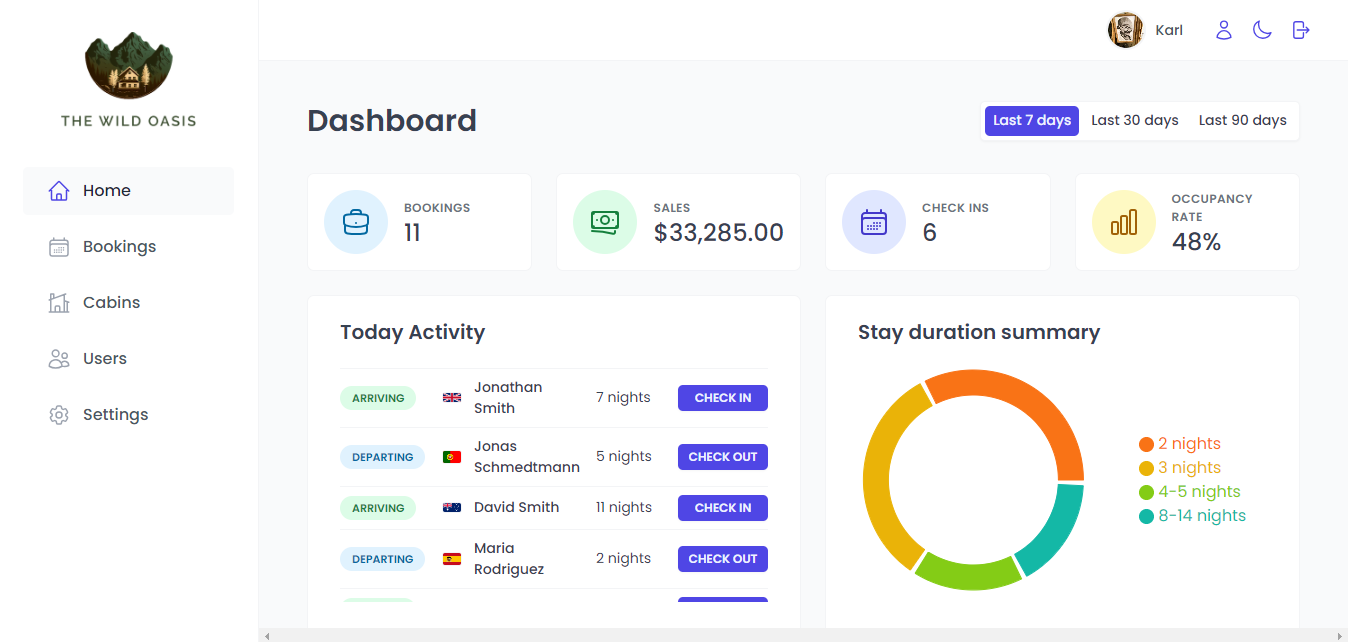 THE WILD OASIS
Home
Bookings
Cabins
Users
Settings
Karl
Dashboard
Last 7 days Last 30 days Last 90 days
BOOKINGS
11
SALES
$33,285.00
CHECK INS
6
OCCUPANCY
RATE
48%
Today Activity
ARRIVING Jonathan Smith 7 nights CHECK IN
DEPARTING Jonas Schmedtmann 5 nights CHECK OUT
ARRIVING David Smith 11 nights CHECK IN
DEPARTING Maria Rodriguez 2 nights CHECK OUT
Stay duration summary
2 nights
3 nights
4-5 nights
8-14 nights